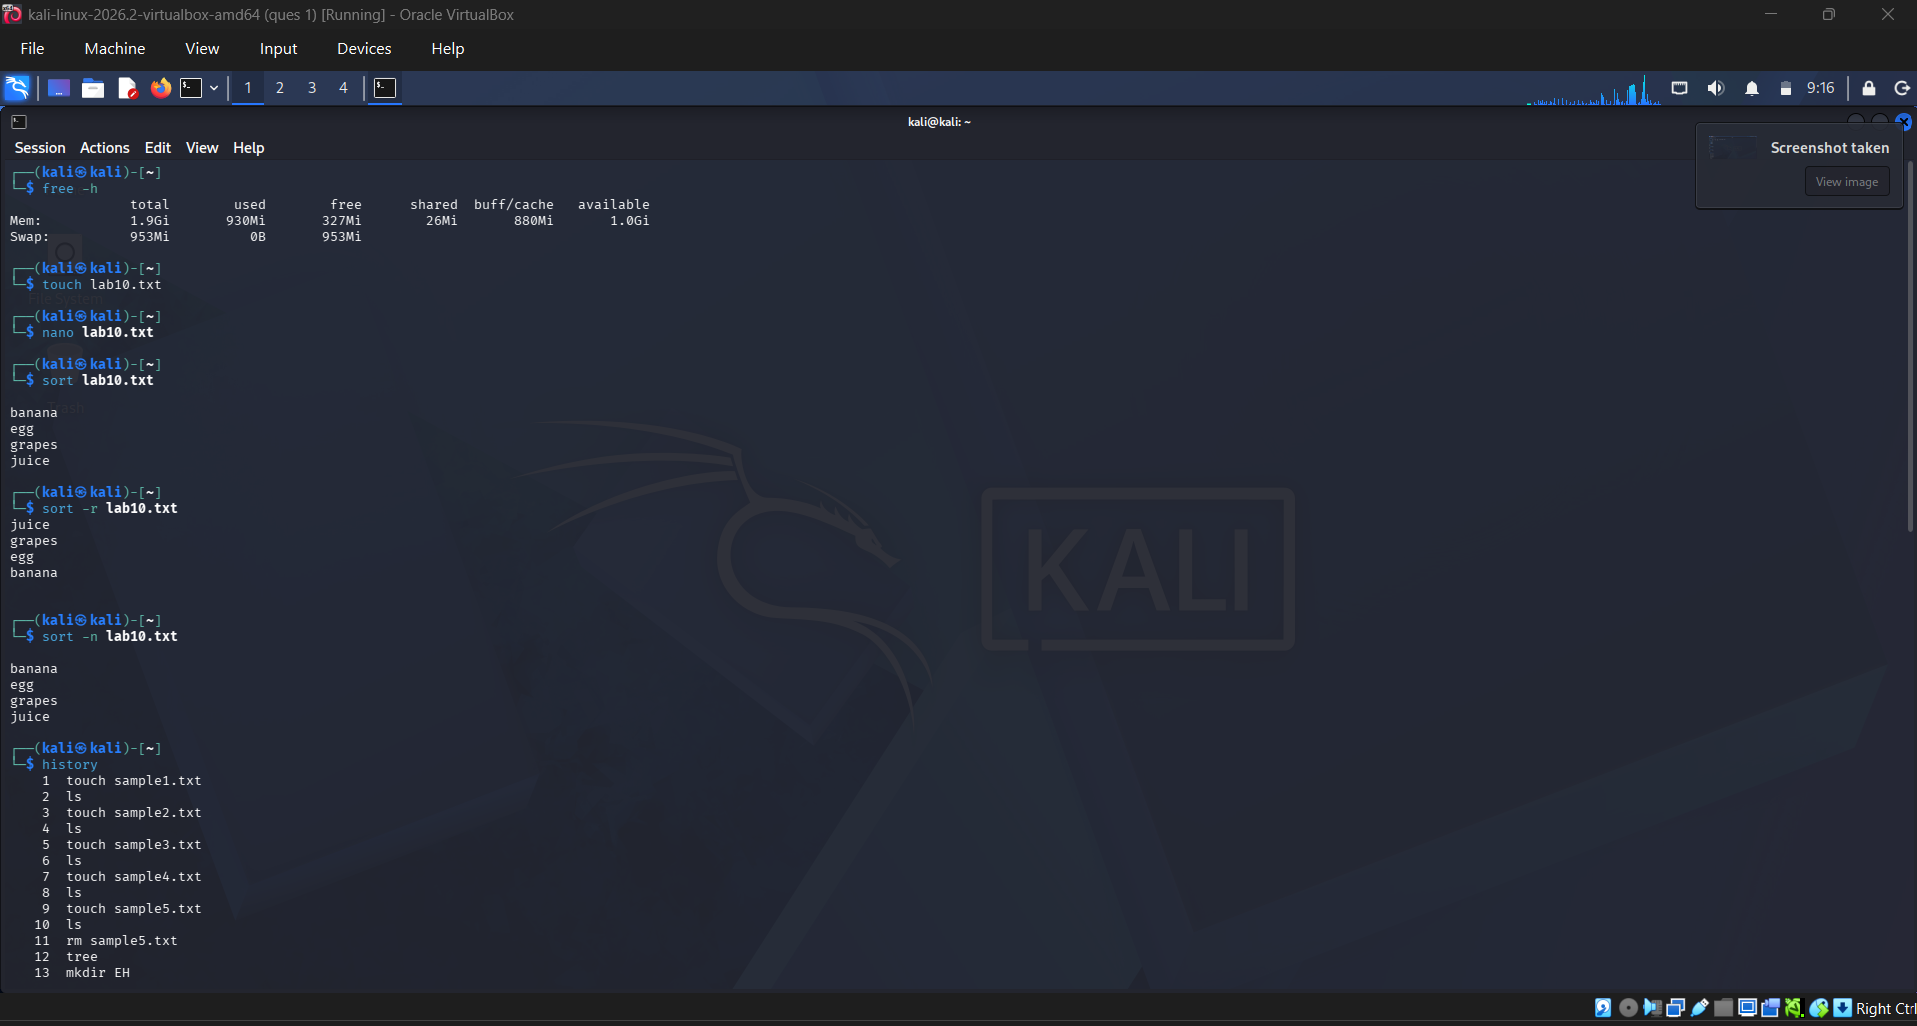 kali-linux-2026.2-virtualbox-amd64 (ques 1) [Running] - Oracle VirtualBox
File Machine View Input Devices Help
1 2 3 4 9:16
kali@kali: ~
Session Actions Edit View Help
Screenshot taken
View image
┌──(kali㉿kali)-[~]
└─$ free -h
total used free shared buff/cache available
Mem: 1.9Gi 930Mi 327Mi 26Mi 880Mi 1.0Gi
Swap: 953Mi 0B 953Mi
┌──(kali㉿kali)-[~]
└─$ touch lab10.txt
File System
┌──(kali㉿kali)-[~]
└─$ nano lab10.txt
┌──(kali㉿kali)-[~]
└─$ sort lab10.txt
Trash
banana
egg
grapes
juice
┌──(kali㉿kali)-[~]
└─$ sort -r lab10.txt
juice
grapes
egg
banana
KALI
┌──(kali㉿kali)-[~]
└─$ sort -n lab10.txt
banana
egg
grapes
juice
┌──(kali㉿kali)-[~]
└─$ history
1 touch sample1.txt
2 ls
3 touch sample2.txt
4 ls
5 touch sample3.txt
6 ls
7 touch sample4.txt
8 ls
9 touch sample5.txt
10 ls
11 rm sample5.txt
12 tree
13 mkdir EH
Right Ctrl